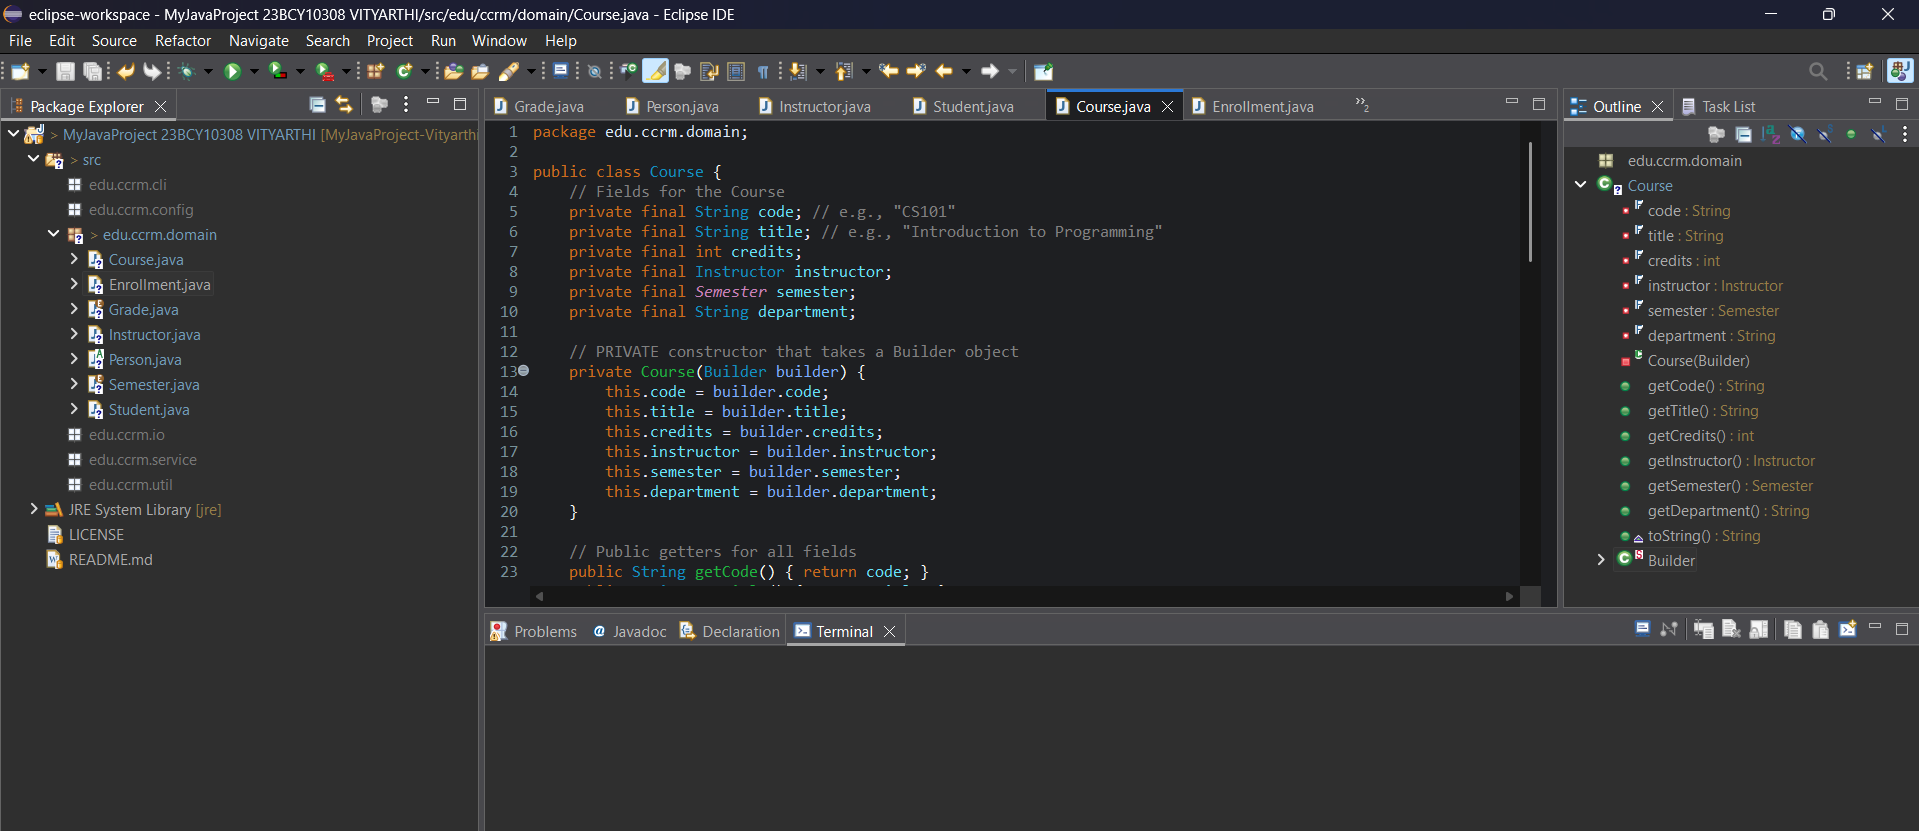 eclipse-workspace - MyJavaProject 23BCY10308 VITYARTHI/src/edu/ccrm/domain/Course.java - Eclipse IDE
File Edit Source Refactor Navigate Search Project Run Window Help
Package Explorer
> MyJavaProject 23BCY10308 VITYARTHI [MyJavaProject-Vityarthi
> src
edu.ccrm.cli
edu.ccrm.config
> edu.ccrm.domain
Course.java
Enrollment.java
Grade.java
Instructor.java
Person.java
Semester.java
Student.java
edu.ccrm.io
edu.ccrm.service
edu.ccrm.util
JRE System Library [jre]
LICENSE
README.md
Grade.java Person.java Instructor.java Student.java Course.java Enrollment.java »2
1 package edu.ccrm.domain;
2
3 public class Course {
4     // Fields for the Course
5     private final String code; // e.g., "CS101"
6     private final String title; // e.g., "Introduction to Programming"
7     private final int credits;
8     private final Instructor instructor;
9     private final Semester semester;
10     private final String department;
11
12     // PRIVATE constructor that takes a Builder object
13     private Course(Builder builder) {
14         this.code = builder.code;
15         this.title = builder.title;
16         this.credits = builder.credits;
17         this.instructor = builder.instructor;
18         this.semester = builder.semester;
19         this.department = builder.department;
20     }
21
22     // Public getters for all fields
23     public String getCode() { return code; }
Outline Task List
edu.ccrm.domain
Course
code : String
title : String
credits : int
instructor : Instructor
semester : Semester
department : String
Course(Builder)
getCode() : String
getTitle() : String
getCredits() : int
getInstructor() : Instructor
getSemester() : Semester
getDepartment() : String
toString() : String
Builder
Problems Javadoc Declaration Terminal